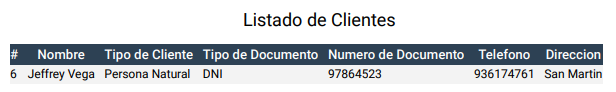 Listado de Clientes
# Nombre Tipo de Cliente Tipo de Documento Numero de Documento Telefono Direccion
6 Jeffrey Vega Persona Natural DNI 97864523 936174761 San Martin